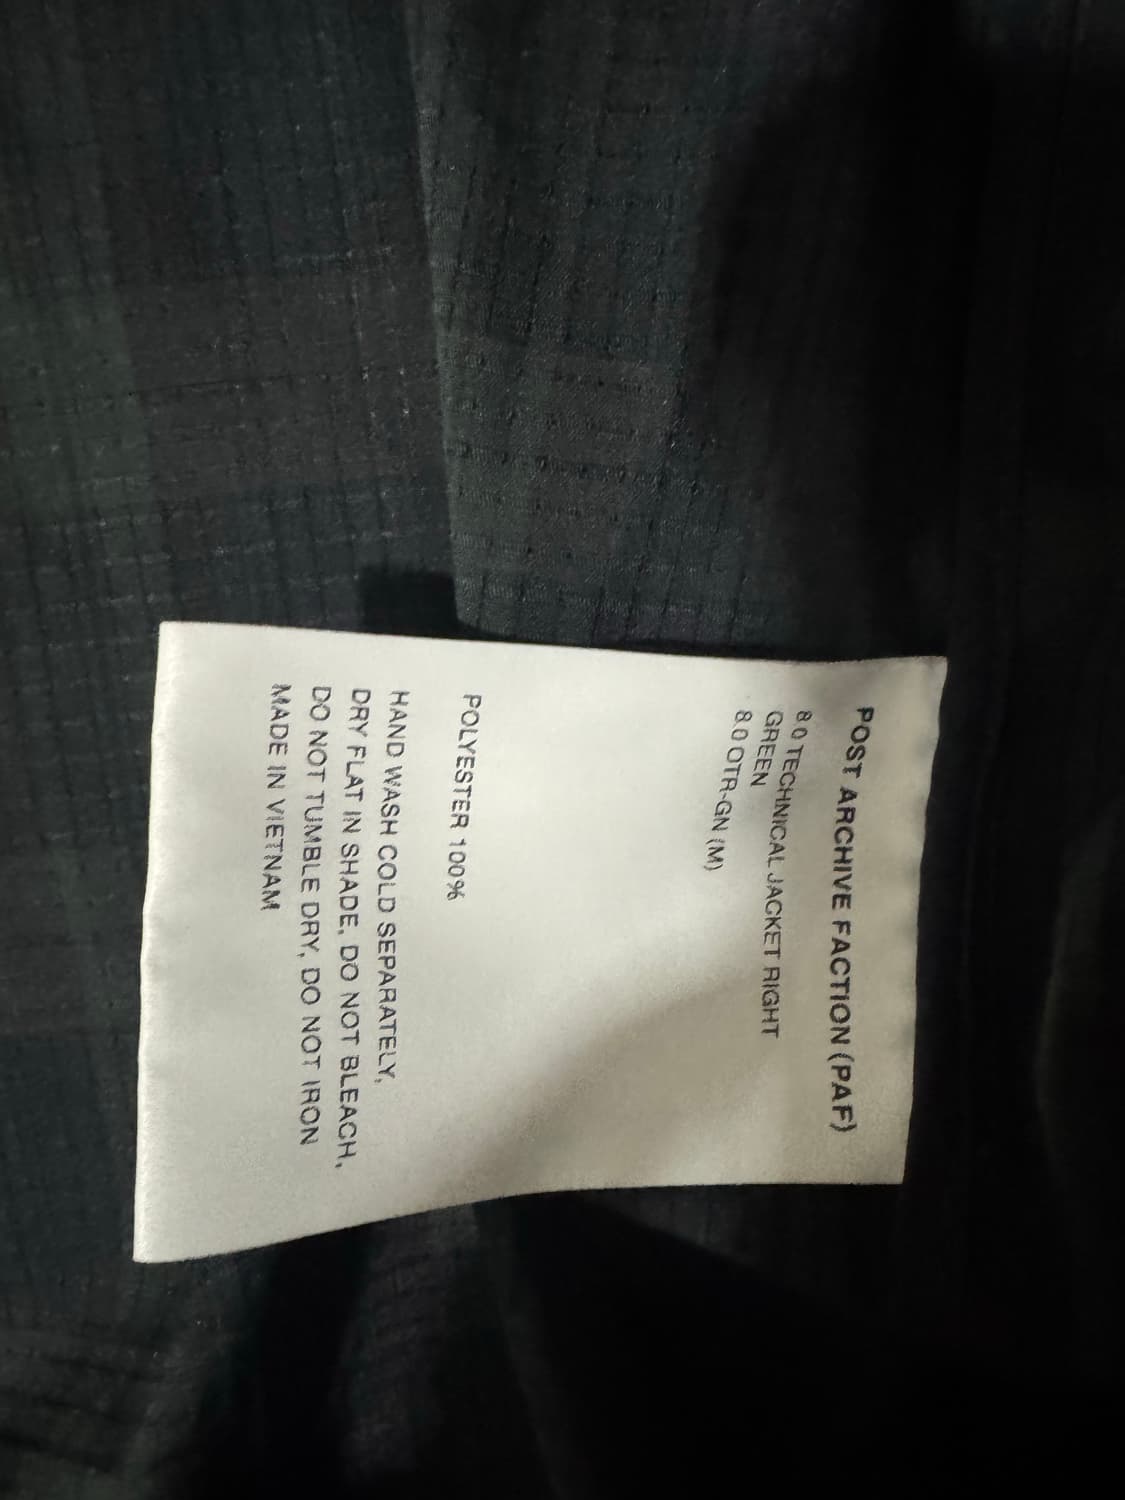 POST ARCHIVE FACTION (PAF)
8.0 TECHNICAL JACKET RIGHT
GREEN
8.0 OTR-GN (M)
POLYESTER 100%
HAND WASH COLD SEPARATELY,
DRY FLAT IN SHADE, DO NOT BLEACH,
DO NOT TUMBLE DRY, DO NOT IRON
MADE IN VIETNAM